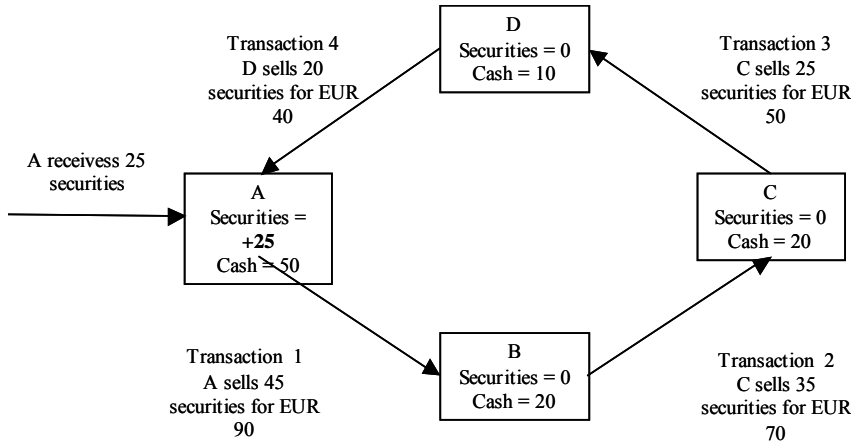 Transaction 4
D sells 20
securities for EUR
40
D
Securities = 0
Cash = 10
Transaction 3
C sells 25
securities for EUR
50
A receivess 25
securities
A
Securities =
+25
Cash = 50
C
Securities = 0
Cash = 20
Transaction 1
A sells 45
securities for EUR
90
B
Securities = 0
Cash = 20
Transaction 2
C sells 35
securities for EUR
70